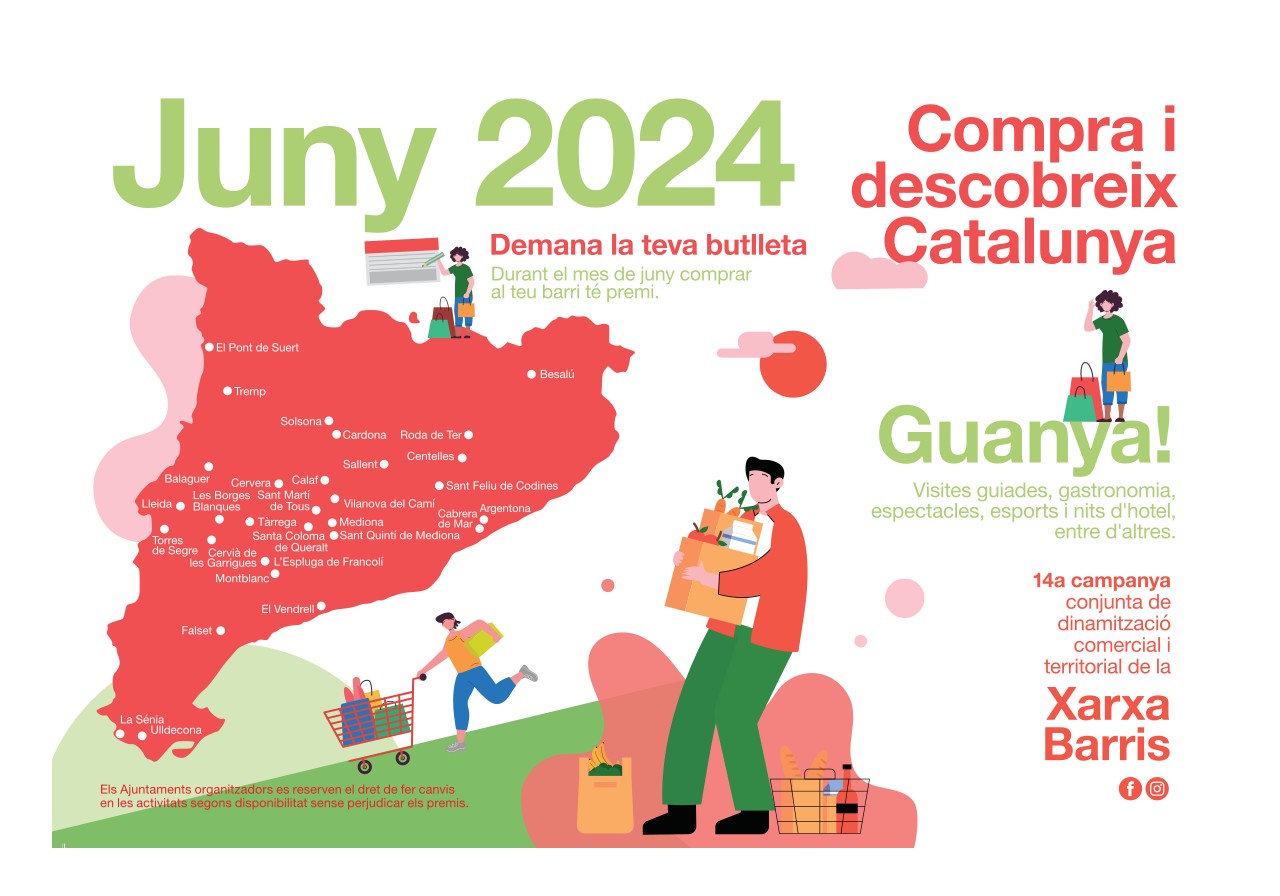 Juny 2024
Compra i
descobreix
Catalunya
Demana la teva butlleta
Durant el mes de juny comprar
al teu barri té premi.
El Pont de Suert
Besalú
Tremp
Solsona
Cardona
Roda de Ter
Centelles
Sallent
Balaguer
Cervera
Calaf
Sant Feliu de Codines
Lleida
Les Borges
Blanques
Sant Martí
de Tous
Vilanova del Camí
Argentona
Cabrera
de Mar
Tàrrega
Mediona
Santa Coloma
de Queralt
Sant Quintí de Mediona
Torres
de Segre
Cervià de
les Garrigues
L'Espluga de Francolí
Montblanc
El Vendrell
Falset
La Sénia
Ulldecona
Guanya!
Visites guiades, gastronomia,
espectacles, esports i nits d'hotel,
entre d'altres.
14a campanya
conjunta de
dinamització
comercial i
territorial de la
Xarxa
Barris
Els Ajuntaments organitzadors es reserven el dret de fer canvis
en les activitats segons disponibilitat sense perjudicar els premis.